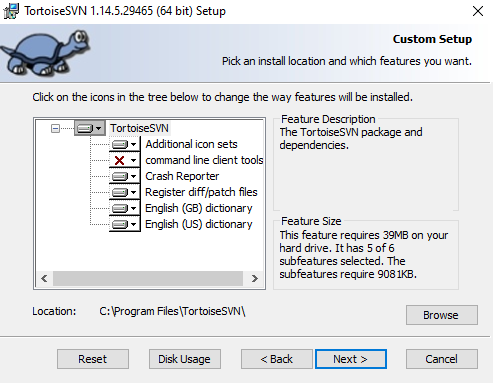 TortoiseSVN 1.14.5.29465 (64 bit) Setup
Custom Setup
Pick an install location and which features you want.
Click on the icons in the tree below to change the way features will be installed.
TortoiseSVN
Additional icon sets
command line client tools
Crash Reporter
Register diff/patch files
English (GB) dictionary
English (US) dictionary
Feature Description
The TortoiseSVN package and
dependencies.
Feature Size
This feature requires 39MB on your
hard drive. It has 5 of 6
subfeatures selected. The
subfeatures require 9081KB.
Location: C:\Program Files\TortoiseSVN\
Browse
Reset Disk Usage < Back Next > Cancel